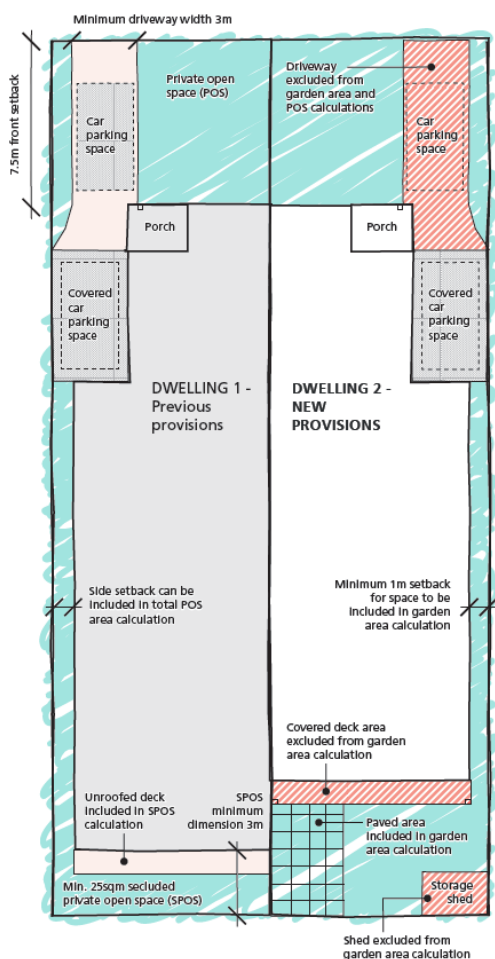 Minimum driveway width 3m
7.5m front setback
Private open
space (POS)
Driveway
excluded from
garden area and
POS calculations
Car
parking
space
Car
parking
space
Porch
Porch
Covered
car
parking
space
Covered
car
parking
space
DWELLING 1 -
Previous
provisions
DWELLING 2 -
NEW
PROVISIONS
Side setback can be
included in total POS
area calculation
Minimum 1m setback
for space to be
included in garden
area calculation
Covered deck area
excluded from garden
area calculation
Unroofed deck
included in SPOS
calculation
SPOS
minimum
dimension 3m
Paved area
included in garden
area calculation
Min. 25sqm secluded
private open space (SPOS)
Storage
shed
Shed excluded from
garden area calculation